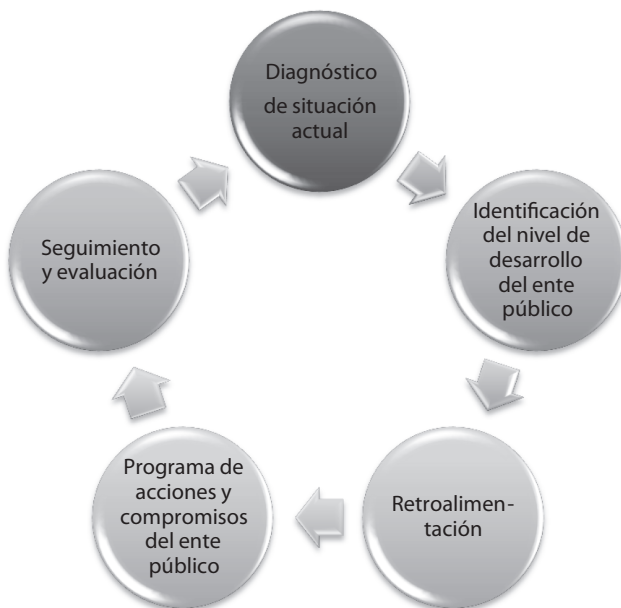 Diagnóstico
de situación
actual
Identificación
del nivel de
desarrollo
del ente
público
Retroalimen-
tación
Programa de
acciones y
compromisos
del ente
público
Seguimiento
y evaluación